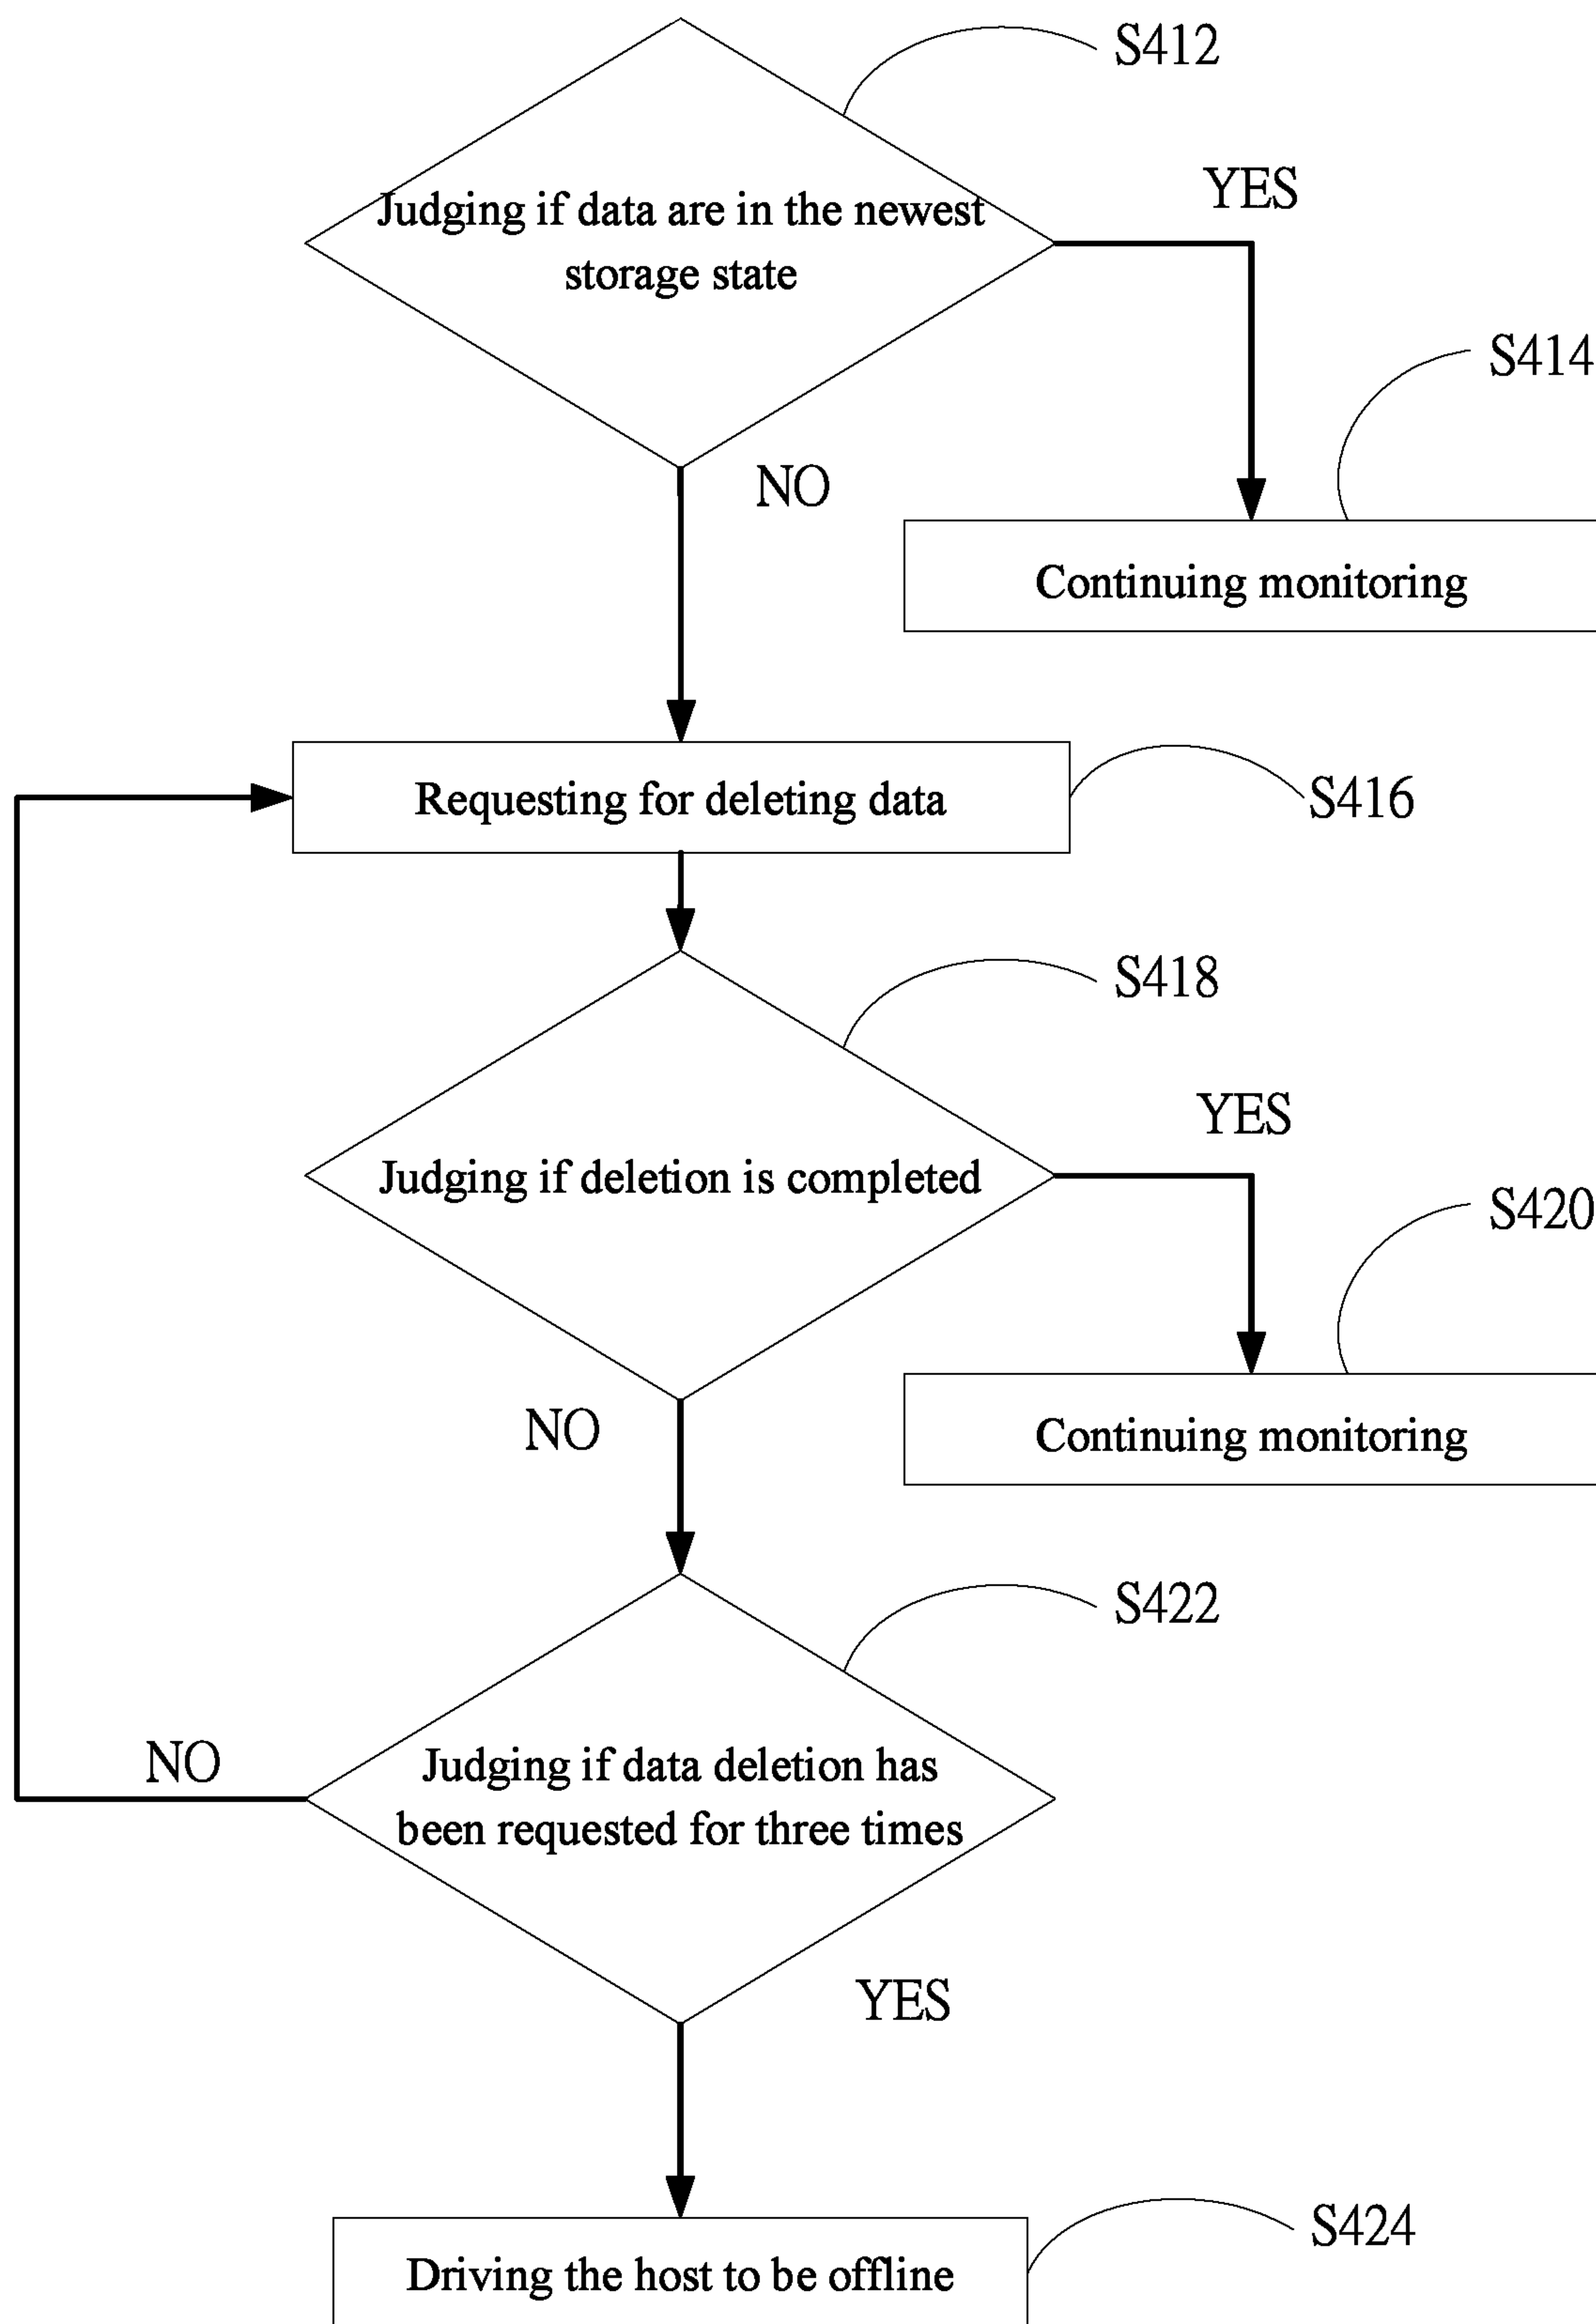 S412
Judging if data are in the newest
storage state
YES
S414
NO
Continuing monitoring
Requesting for deleting data
S416
S418
Judging if deletion is completed
YES
S420
NO
Continuing monitoring
S422
Judging if data deletion has
been requested for three times
NO
YES
S424
Driving the host to be offline